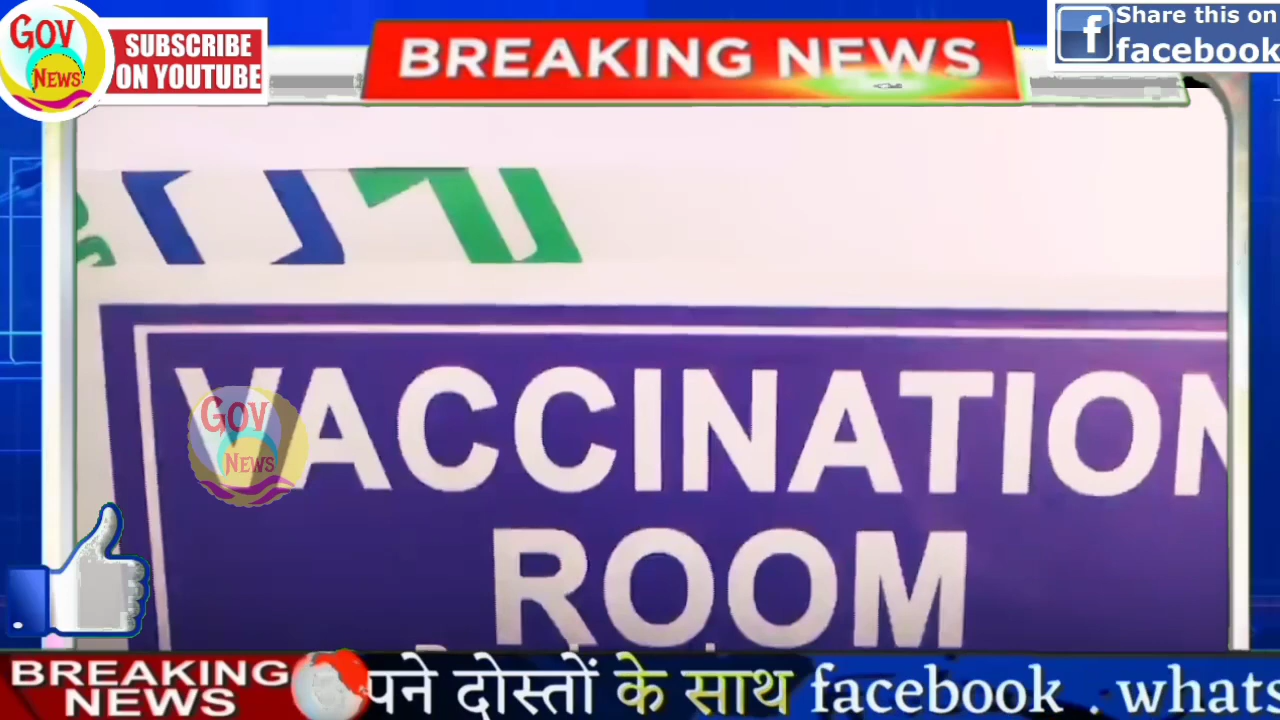 GOV
NEWS
SUBSCRIBE
ON YOUTUBE
BREAKING NEWS
Share this on
facebook
VACCINATION
ROOM
GOV
NEWS
BREAKING
NEWS
पने दोस्तों के साथ facebook . whats